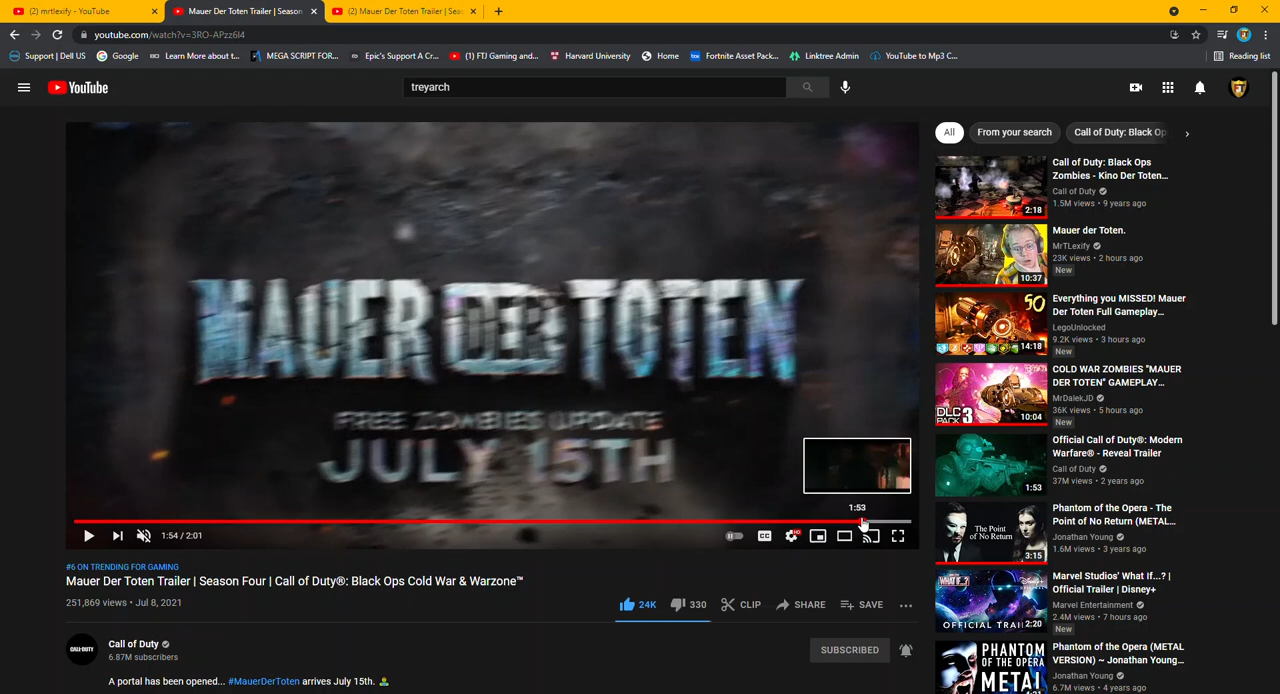 (2) mrtlexify - YouTube
Mauer Der Toten Trailer | Season
(2) Mauer Der Toten Trailer | Seas
youtube.com/watch?v=3RO-APzz6l4
Support | Dell US
Google
Learn More about t...
MEGA SCRIPT FOR...
Epic's Support A Cr...
(1) FTJ Gaming and...
Harvard University
Home
Fortnite Asset Pack...
Linktree Admin
YouTube to Mp3 C...
Reading list
YouTube
treyarch
MAUER DER TOTEN
FREE ZOMBIES UPDATE
JULY 15TH
1:53
1:54 / 2:01
CC
HD
#6 ON TRENDING FOR GAMING
Mauer Der Toten Trailer | Season Four | Call of Duty®: Black Ops Cold War & Warzone™
251,869 views • Jul 8, 2021
24K
330
CLIP
SHARE
SAVE
CALL·DUTY
Call of Duty
6.87M subscribers
SUBSCRIBED
A portal has been opened... #MauerDerToten arrives July 15th.
All
From your search
Call of Duty: Black Op
2:18
Call of Duty: Black Ops
Zombies - Kino Der Toten...
Call of Duty
1.5M views • 9 years ago
10:37
Mauer der Toten.
MrTLexify
23K views • 2 hours ago
New
50
14:18
Everything you MISSED! Mauer
Der Toten Full Gameplay...
LegoUnlocked
9.2K views • 3 hours ago
New
DLC
PACK 3
10:04
COLD WAR ZOMBIES "MAUER
DER TOTEN" GAMEPLAY...
MrDalekJD
36K views • 5 hours ago
New
1:53
Official Call of Duty®: Modern
Warfare® - Reveal Trailer
Call of Duty
37M views • 2 years ago
The Point
of No Return
3:15
Phantom of the Opera - The
Point of No Return (METAL...
Jonathan Young
1.6M views • 3 years ago
WHAT IF...?
OFFICIAL TRAI
2:20
Marvel Studios' What If...? |
Official Trailer | Disney+
Marvel Entertainment
2.4M views • 7 hours ago
New
PHANTOM
OF THE OPERA
METAL
Phantom of the Opera (METAL
VERSION) ~ Jonathan Young...
Jonathan Young
6.7M views • 4 years ago